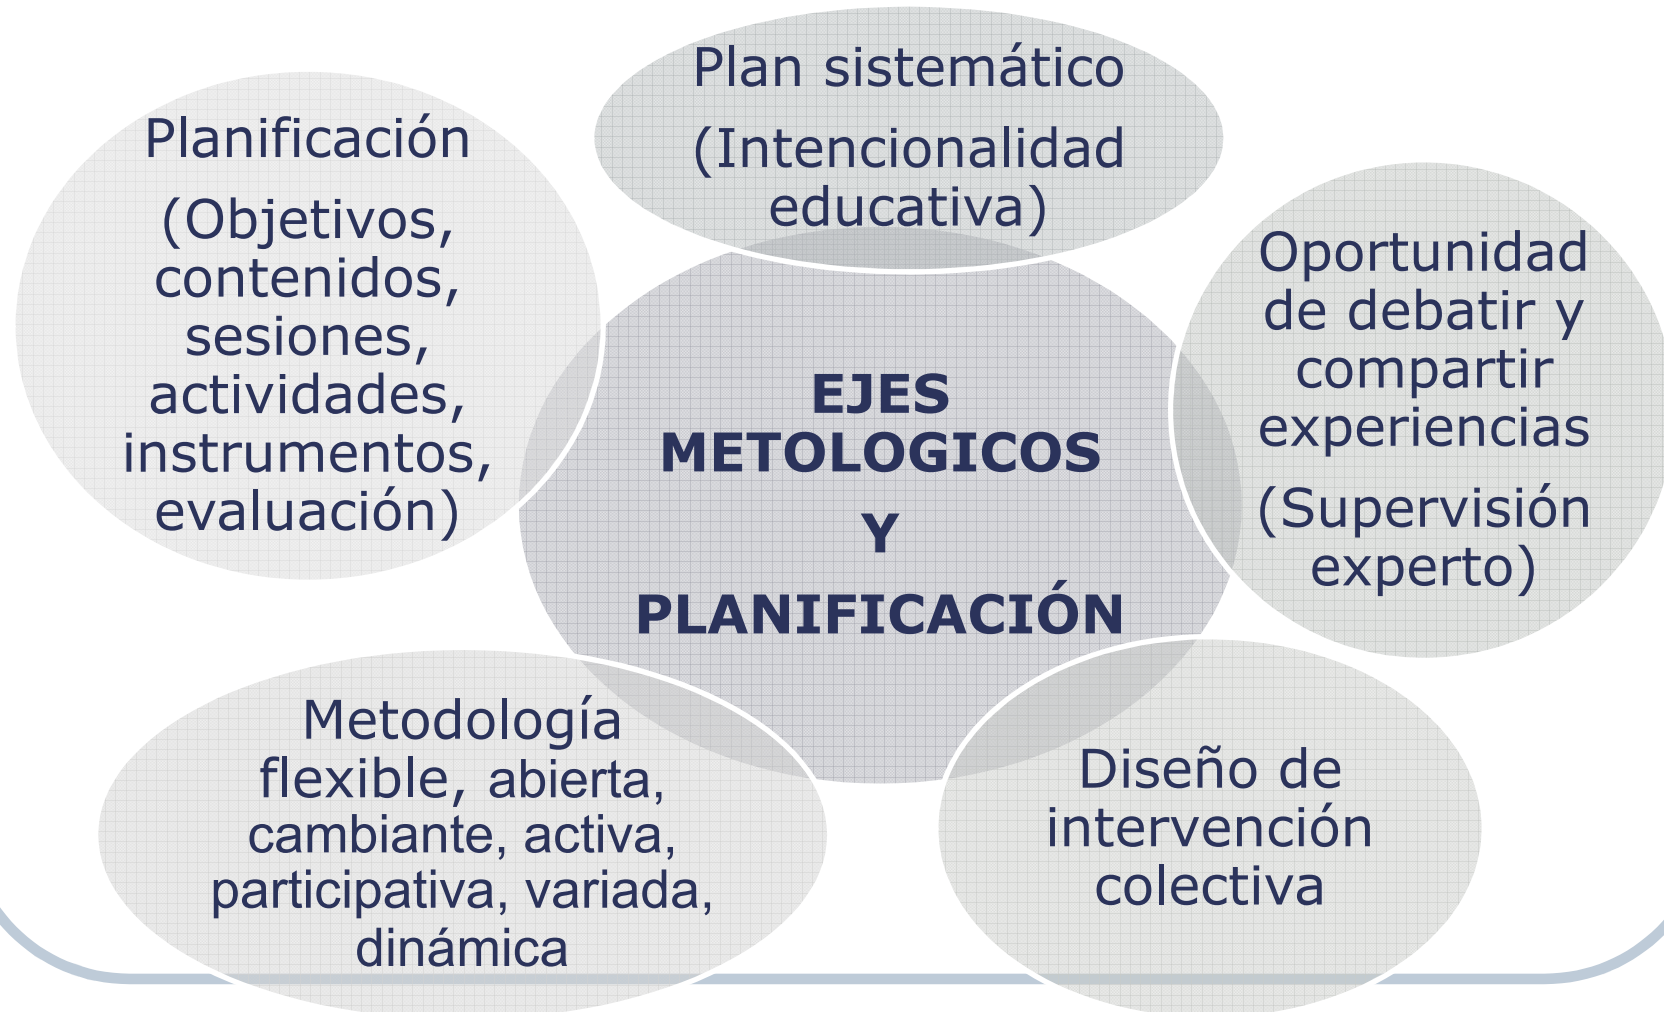 Plan sistemático
(Intencionalidad
educativa)
Planificación
(Objetivos,
contenidos,
sesiones,
actividades,
instrumentos,
evaluación)
Oportunidad
de debatir y
compartir
experiencias
(Supervisión
experto)
EJES
METOLOGICOS
Y
PLANIFICACIÓN
Metodología
flexible, abierta,
cambiante, activa,
participativa, variada,
dinámica
Diseño de
intervención
colectiva